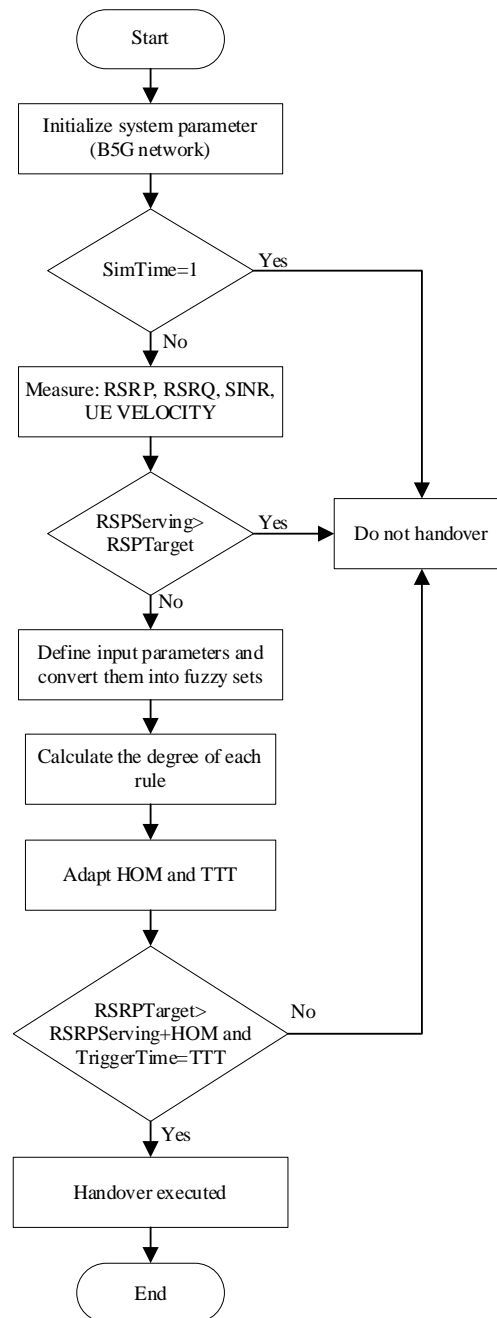 Start
Initialize system parameter
(B5G network)
SimTime=1
Yes
No
Measure: RSRP, RSRQ, SINR,
UE VELOCITY
RSPServing>
RSPTarget
Yes
Do not handover
No
Define input parameters and
convert them into fuzzy sets
Calculate the degree of each
rule
Adapt HOM and TTT
RSRPTarget>
RSRPServing+HOM and
TriggerTime=TTT
No
Yes
Handover executed
End